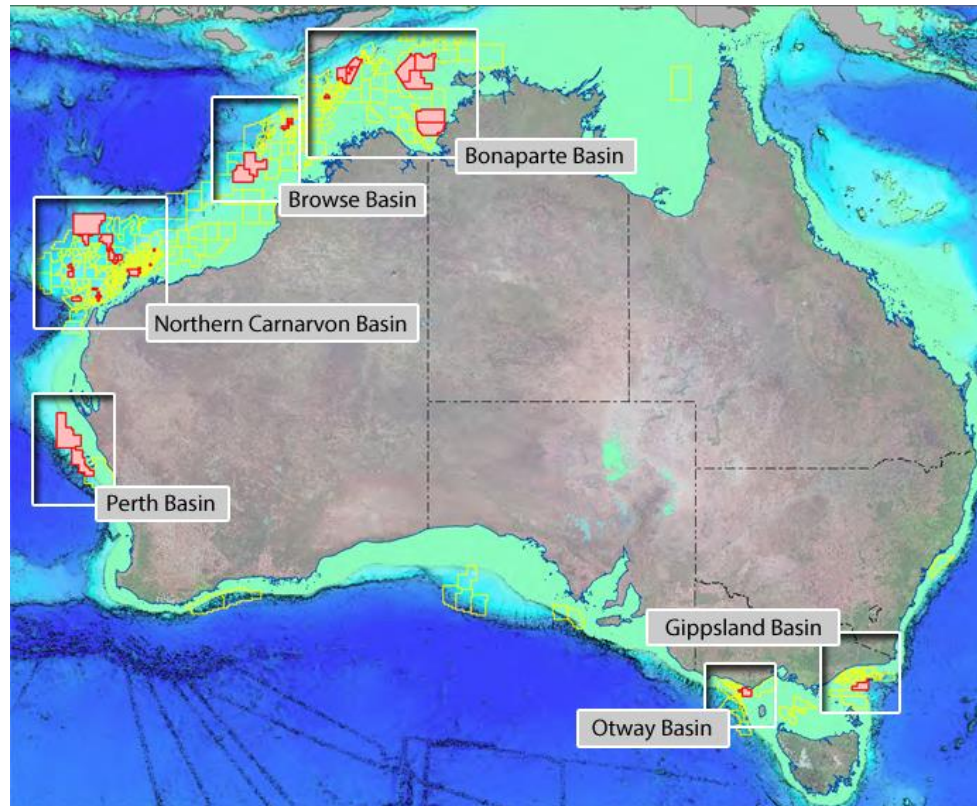 Bonaparte Basin
Browse Basin
Northern Carnarvon Basin
Perth Basin
Gippsland Basin
Otway Basin